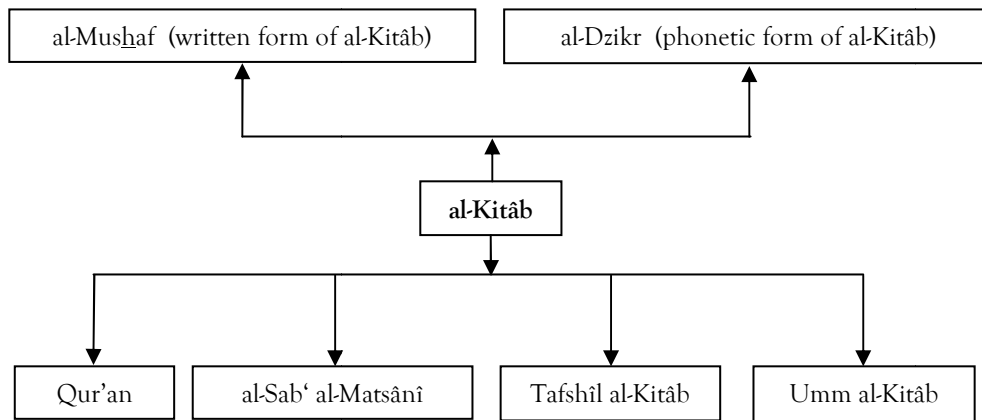 al-Mushaf (written form of al-Kitâb)
al-Dzikr (phonetic form of al-Kitâb)
al-Kitâb
Qur’an
al-Sab‘ al-Matsânî
Tafshîl al-Kitâb
Umm al-Kitâb